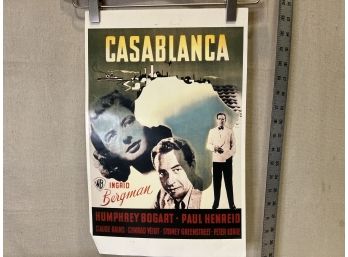 CASABLANCA
WB INGRID
Bergman
HUMPHREY BOGART · PAUL HENREID
CLAUDE RAINS · CONRAD VEIDT · SYDNEY GREENSTREET · PETER LORRE